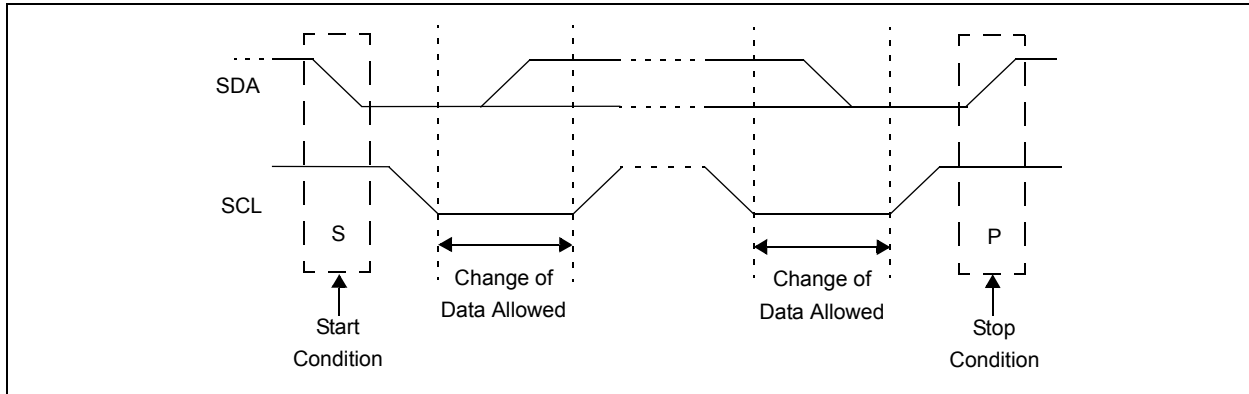 SDA
SCL
S
P
Change of
Data Allowed
Change of
Data Allowed
Start
Condition
Stop
Condition